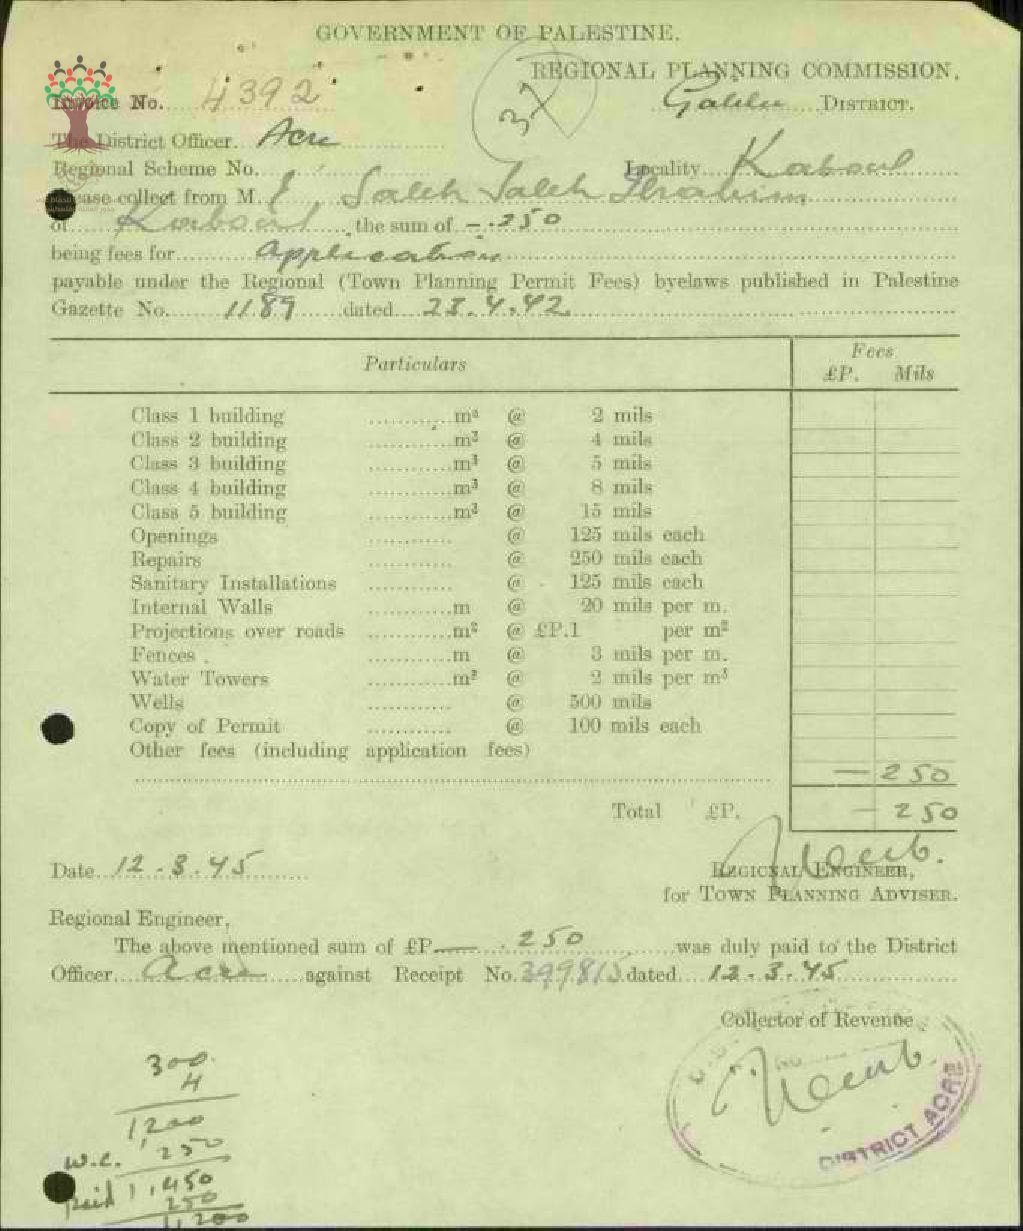 GOVERNMENT OF PALESTINE.
REGIONAL PLANNING COMMISSION,
37
Invoice No. 4392
Galilee DISTRICT.
The District Officer. Acre
Regional Scheme No. Locality Kaboul
Please collect from M. Saleh Saleh Ibrahim
of Kaboul, the sum of -.250
being fees for Application
payable under the Regional (Town Planning Permit Fees) byelaws published in Palestine
Gazette No. 1189 dated 23.4.42.
Particulars
Fees
£P. Mils
Class 1 building m³ @ 2 mils
Class 2 building m³ @ 4 mils
Class 3 building m³ @ 5 mils
Class 4 building m³ @ 8 mils
Class 5 building m³ @ 15 mils
Openings @ 125 mils each
Repairs @ 250 mils each
Sanitary Installations @ 125 mils each
Internal Walls m @ 20 mils per m.
Projections over roads m² @ £P.1 per m²
Fences m @ 3 mils per m.
Water Towers m³ @ 2 mils per m³
Wells @ 500 mils
Copy of Permit @ 100 mils each
Other fees (including application fees)
— 250
Total £P. — 250
Date 12.3.45
REGIONAL ENGINEER,
for TOWN PLANNING ADVISER.
Regional Engineer,
The above mentioned sum of £P — .250 was duly paid to the District
Officer Acre against Receipt No. 399815 dated 12.3.45
Collector of Revenue
DISTRICT ACRE
300
4
1200
W.C. 250
Paid 1,450
250
1,200